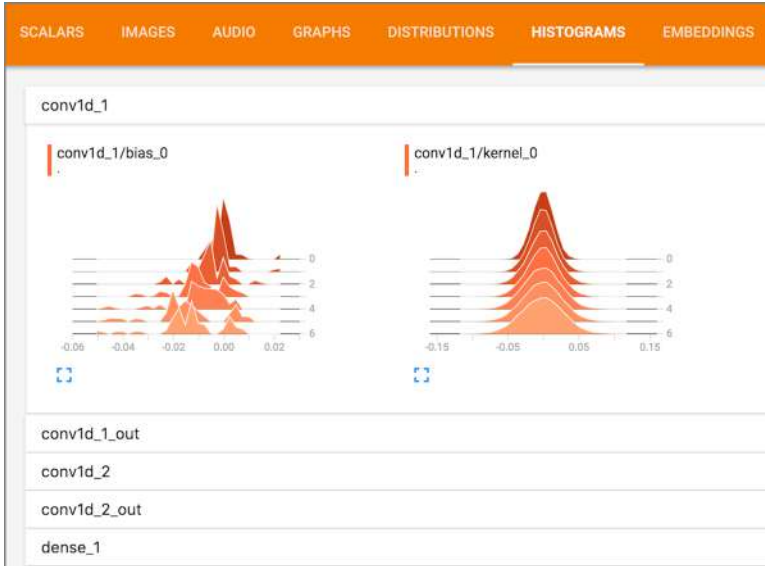 SCALARS IMAGES AUDIO GRAPHS DISTRIBUTIONS HISTOGRAMS EMBEDDINGS
conv1d_1
conv1d_1/bias_0 conv1d_1/kernel_0
. .
0 0
2 2
4 4
6 6
-0.06 -0.04 -0.02 0.00 0.02 -0.15 -0.05 0.05 0.15
conv1d_1_out
conv1d_2
conv1d_2_out
dense_1